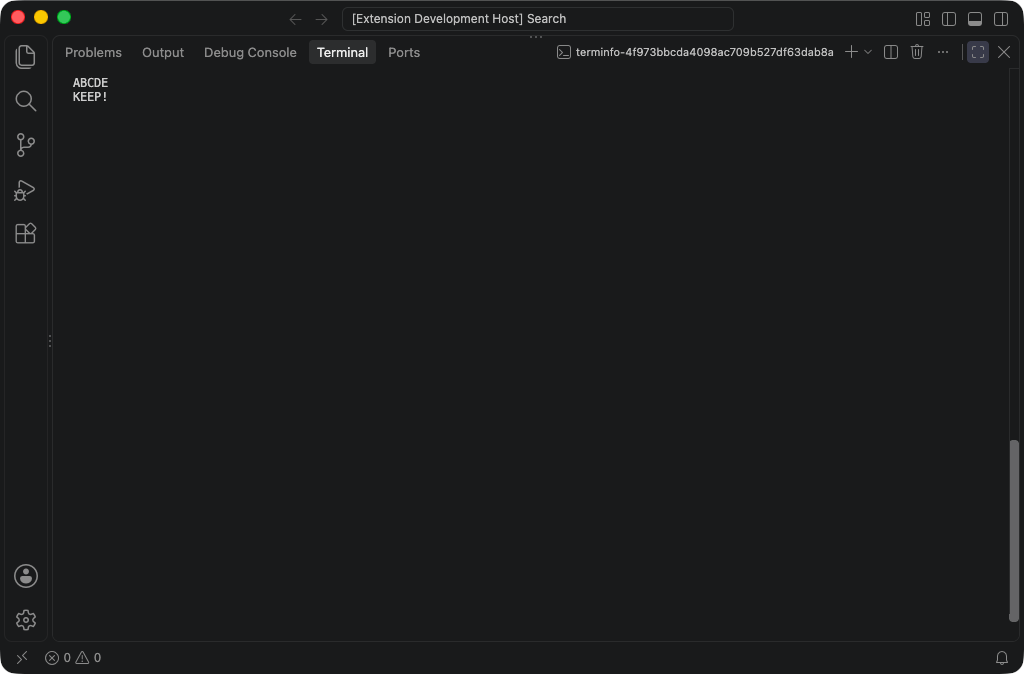 [Extension Development Host] Search
Problems Output Debug Console Terminal Ports terminfo-4f973bbcda4098ac709b527df63dab8a
ABCDE
KEEP!
0 0